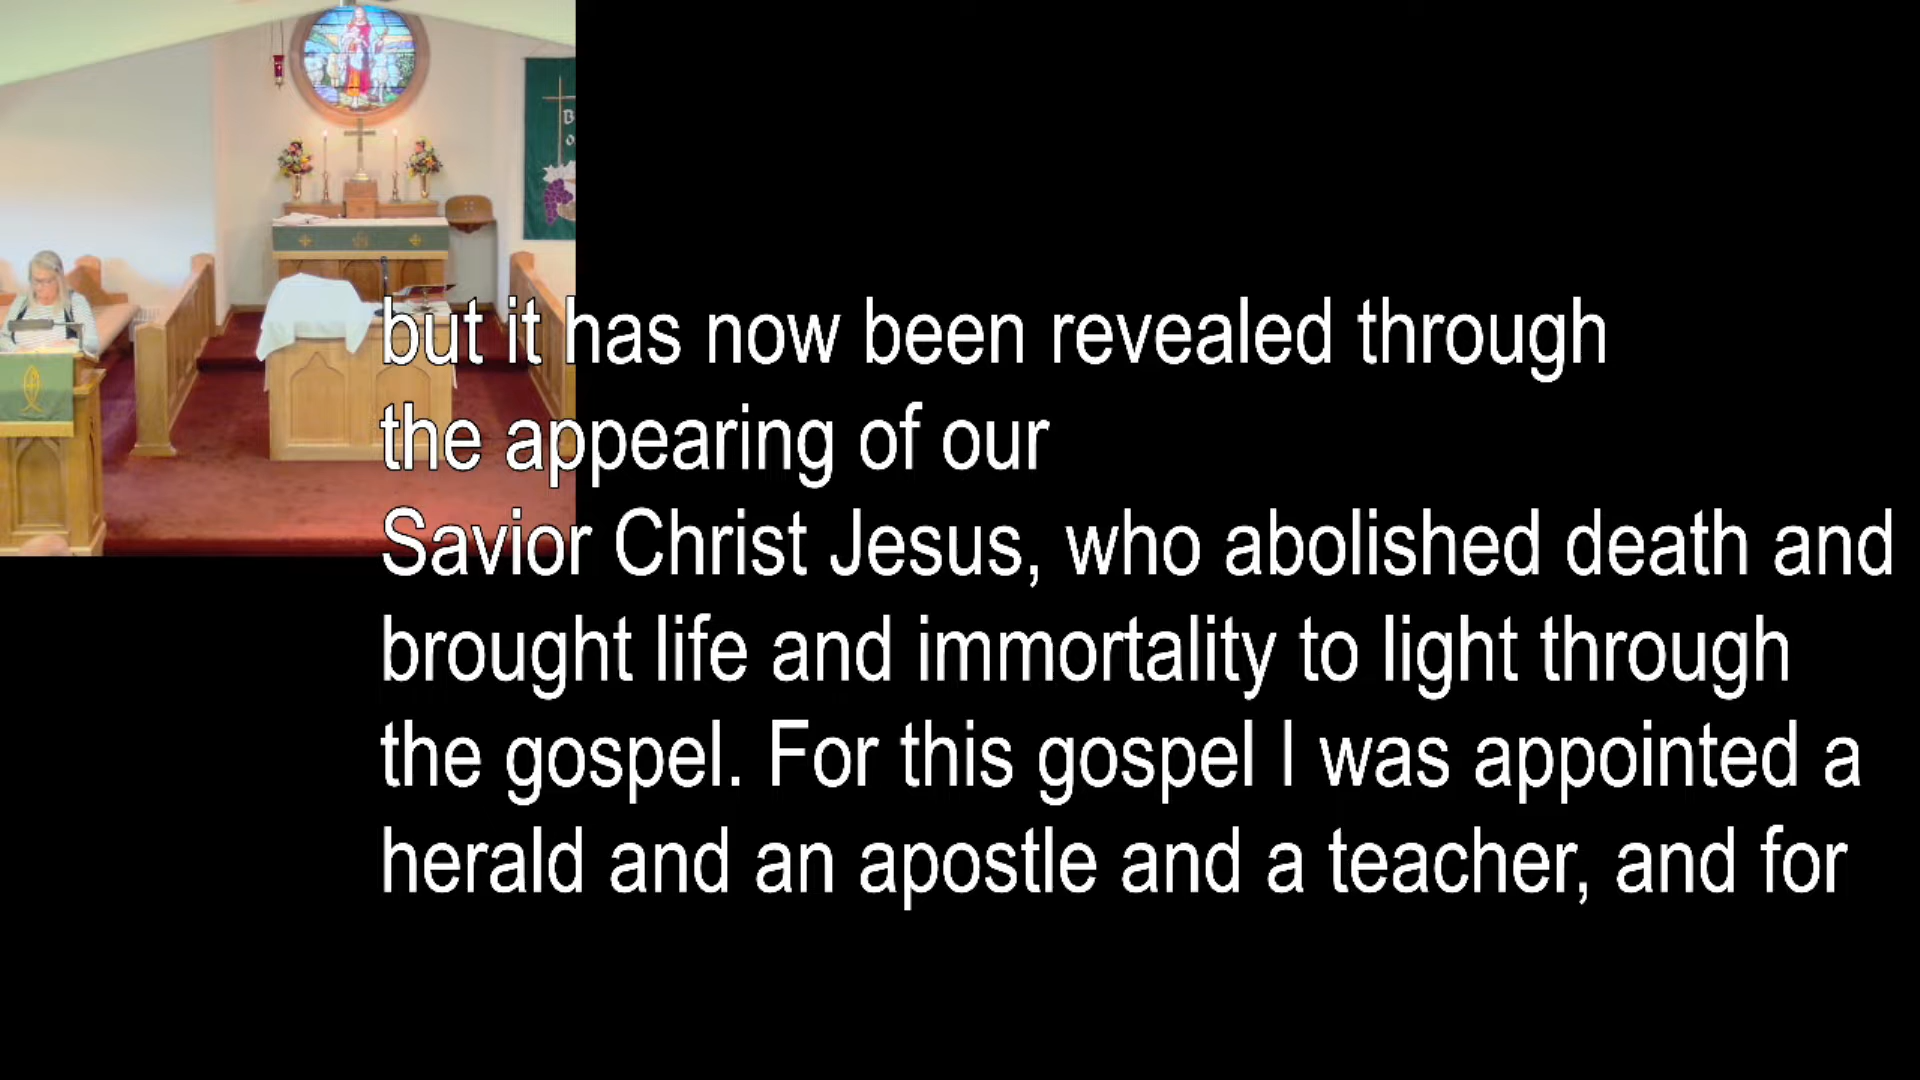 but it has now been revealed through
the appearing of our
Savior Christ Jesus, who abolished death and
brought life and immortality to light through
the gospel. For this gospel I was appointed a
herald and an apostle and a teacher, and for